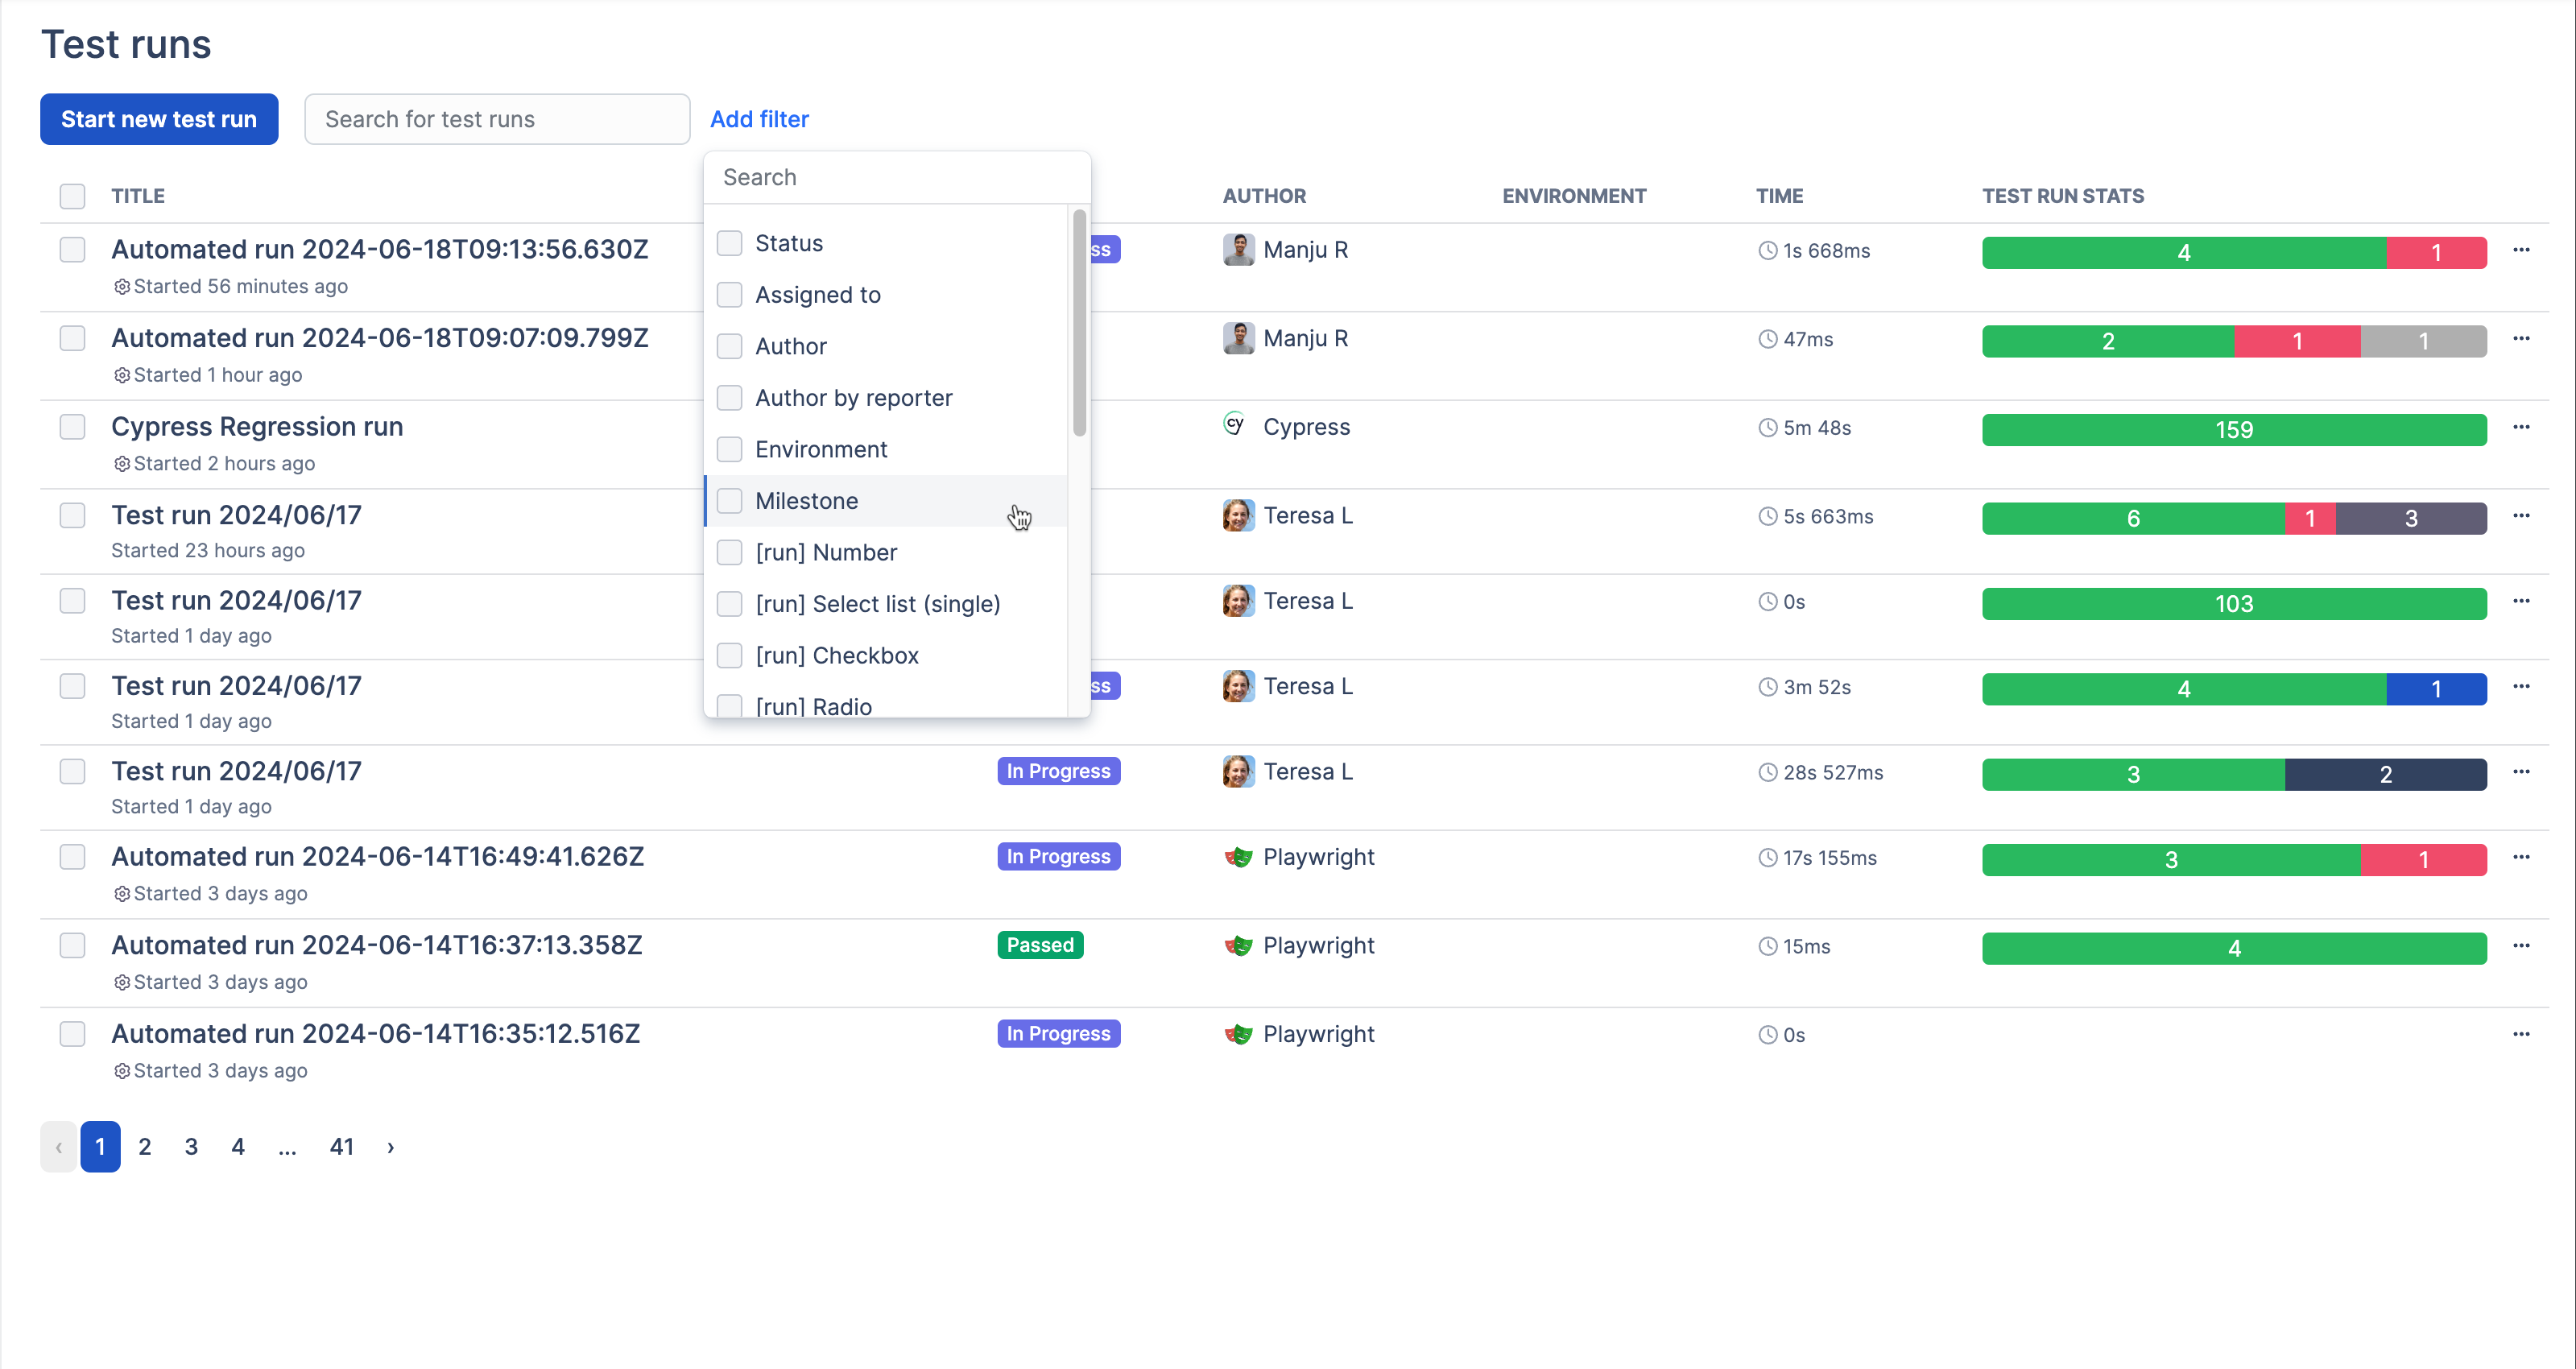 Test runs
Start new test run
Search for test runs
Add filter
Search
TITLE
AUTHOR
ENVIRONMENT
TIME
TEST RUN STATS
Status
Assigned to
Author
Author by reporter
Environment
Milestone
[run] Number
[run] Select list (single)
[run] Checkbox
[run] Radio
Automated run 2024-06-18T09:13:56.630Z
ss
Manju R
1s 668ms
4
1
Started 56 minutes ago
Automated run 2024-06-18T09:07:09.799Z
Manju R
47ms
2
1
1
Started 1 hour ago
Cypress Regression run
cy
Cypress
5m 48s
159
Started 2 hours ago
Test run 2024/06/17
Teresa L
5s 663ms
6
1
3
Started 23 hours ago
Test run 2024/06/17
Teresa L
0s
103
Started 1 day ago
Test run 2024/06/17
ss
Teresa L
3m 52s
4
1
Started 1 day ago
Test run 2024/06/17
In Progress
Teresa L
28s 527ms
3
2
Started 1 day ago
Automated run 2024-06-14T16:49:41.626Z
In Progress
Playwright
17s 155ms
3
1
Started 3 days ago
Automated run 2024-06-14T16:37:13.358Z
Passed
Playwright
15ms
4
Started 3 days ago
Automated run 2024-06-14T16:35:12.516Z
In Progress
Playwright
0s
Started 3 days ago
‹ 1 2 3 4 ... 41 ›